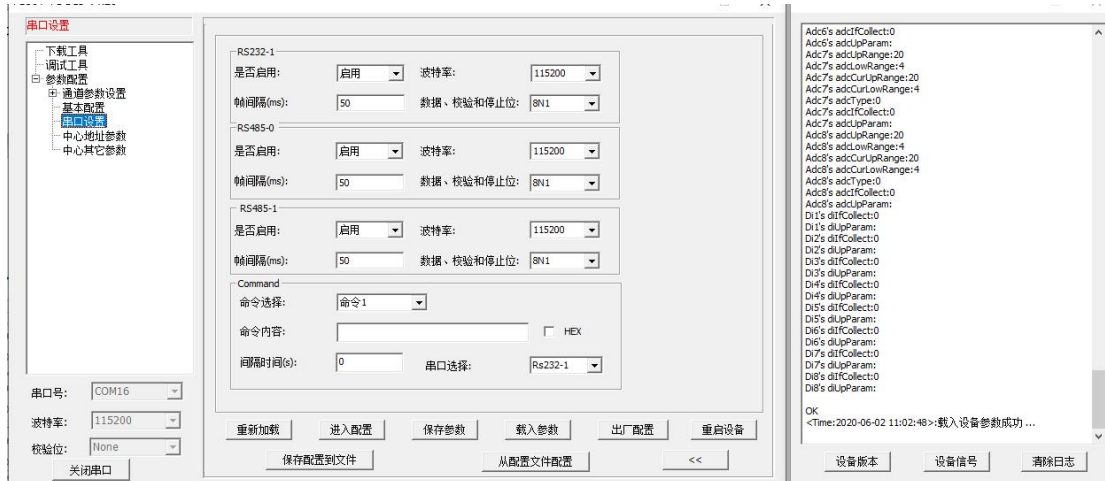 串口设置
下载工具
调试工具
参数配置
通道参数设置
基本配置
串口设置
中心地址参数
中心其它参数
串口号: COM16
波特率: 115200
校验位: None
关闭串口
RS232-1
是否启用: 启用 波特率: 115200
帧间隔(ms): 50 数据、校验和停止位: 8N1
RS485-0
是否启用: 启用 波特率: 115200
帧间隔(ms): 50 数据、校验和停止位: 8N1
RS485-1
是否启用: 启用 波特率: 115200
帧间隔(ms): 50 数据、校验和停止位: 8N1
Command
命令选择: 命令1
命令内容: HEX
间隔时间(s): 0 串口选择: Rs232-1
重新加载 进入配置 保存参数 载入参数 出厂配置 重启设备
保存配置到文件 从配置文件配置 <<
Adc6's adcIfCollect:0
Adc6's adcUpParam:
Adc7's adcUpRange:20
Adc7's adcLowRange:4
Adc7's adcCurUpRange:20
Adc7's adcCurLowRange:4
Adc7's adcType:0
Adc7's adcIfCollect:0
Adc7's adcUpParam:
Adc8's adcUpRange:20
Adc8's adcLowRange:4
Adc8's adcCurUpRange:20
Adc8's adcCurLowRange:4
Adc8's adcType:0
Adc8's adcIfCollect:0
Adc8's adcUpParam:
Di1's diIfCollect:0
Di1's diUpParam:
Di2's diIfCollect:0
Di2's diUpParam:
Di3's diIfCollect:0
Di3's diUpParam:
Di4's diIfCollect:0
Di4's diUpParam:
Di5's diIfCollect:0
Di5's diUpParam:
Di6's diIfCollect:0
Di6's diUpParam:
Di7's diIfCollect:0
Di7's diUpParam:
Di8's diIfCollect:0
Di8's diUpParam:
OK
<Time:2020-06-02 11:02:48>:载入设备参数成功 ...
设备版本 设备信号 清除日志